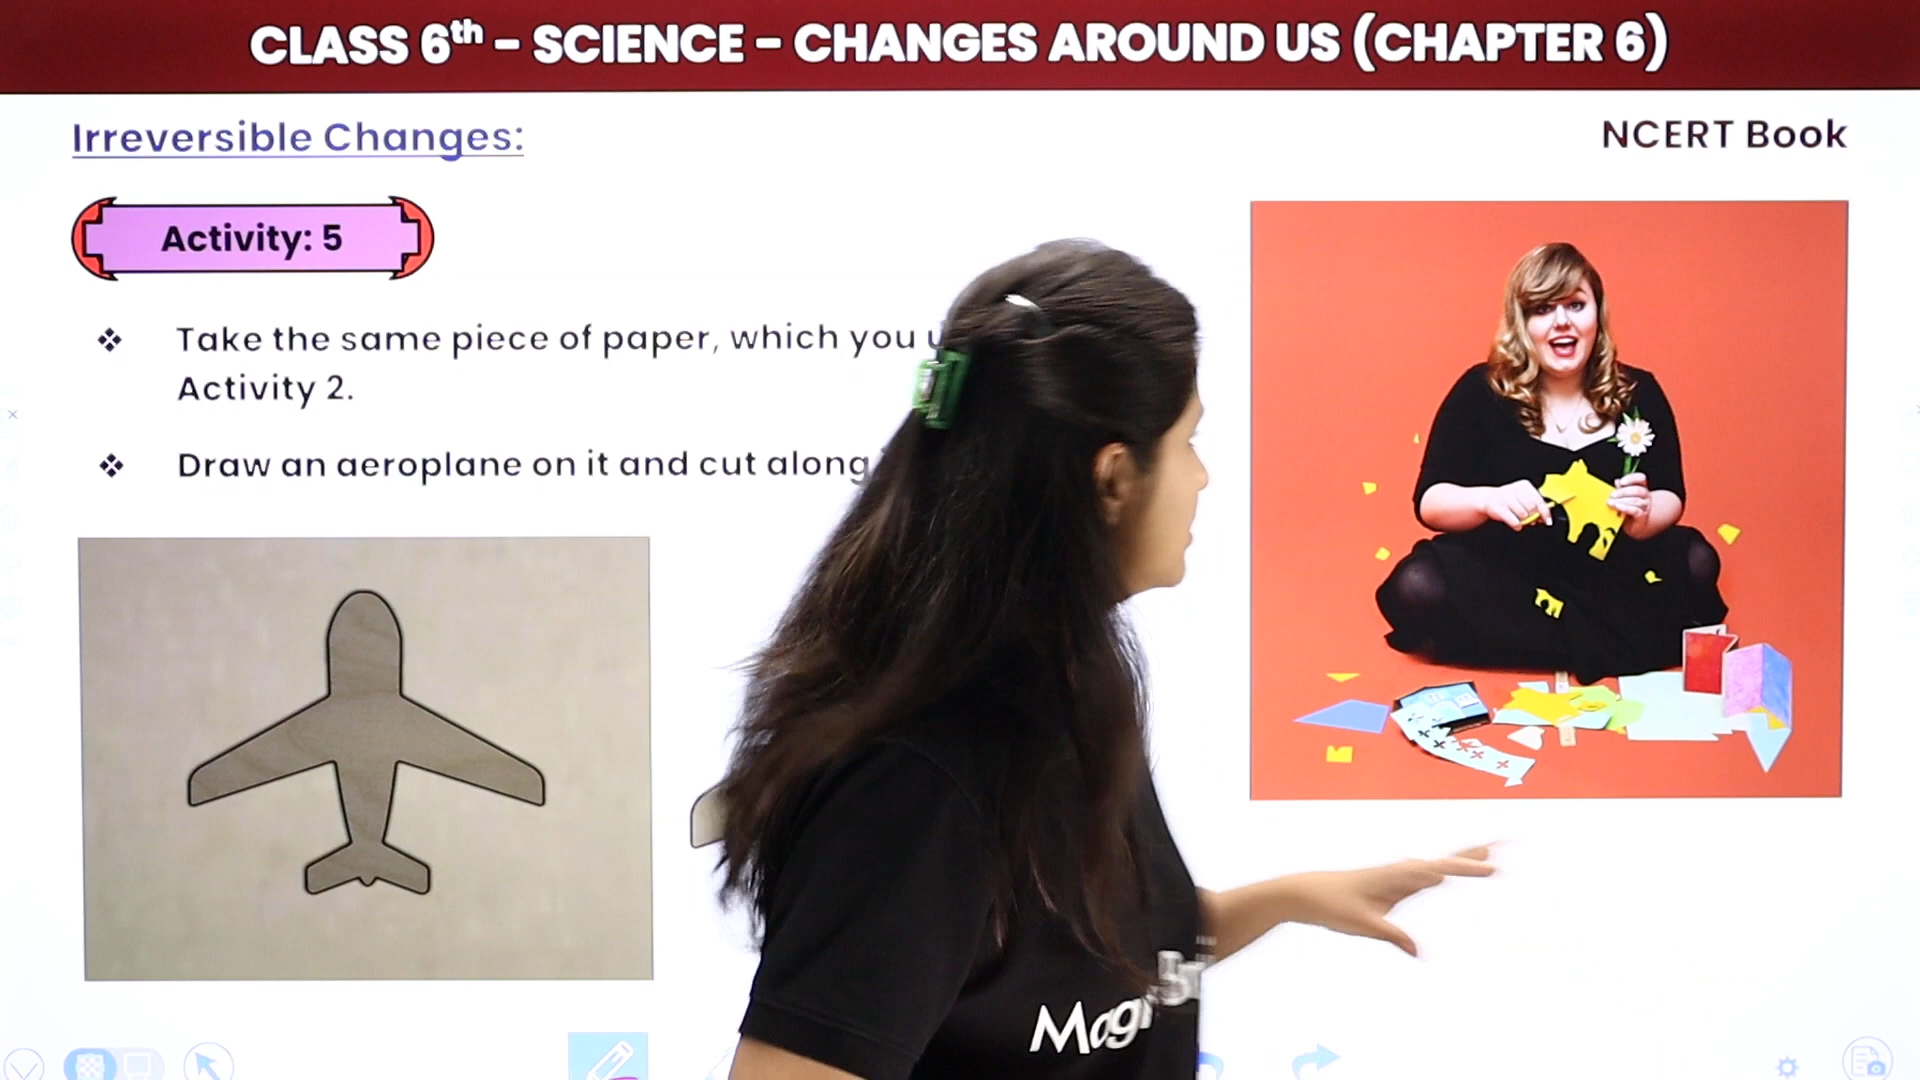 CLASS 6th - SCIENCE - CHANGES AROUND US (CHAPTER 6)
Irreversible Changes:
NCERT Book
Activity: 5
Take the same piece of paper, which you
Activity 2.
Draw an aeroplane on it and cut along